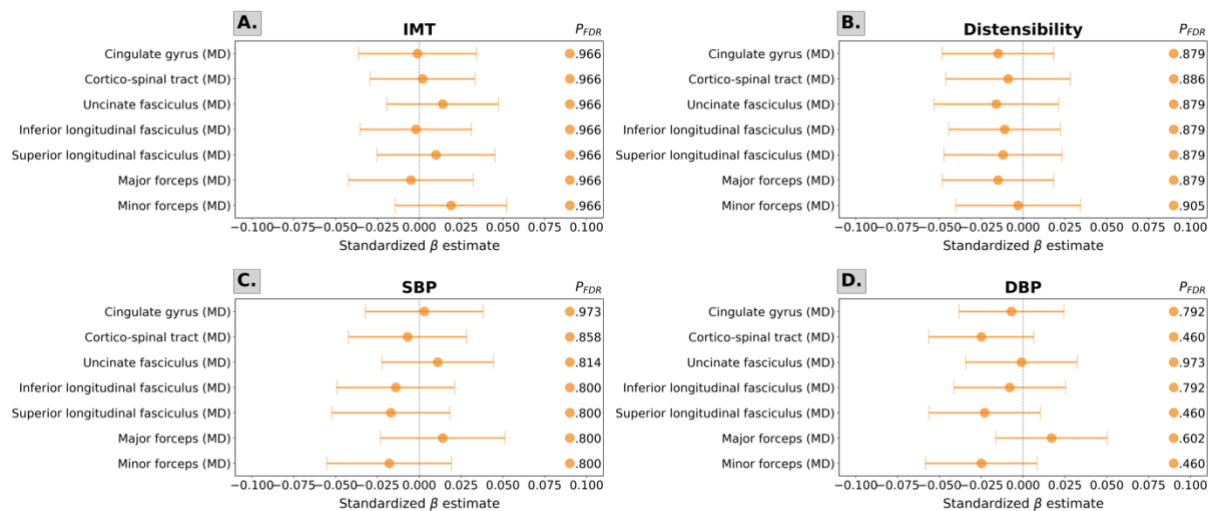 A. IMT P_FDR
Cingulate gyrus (MD) .966
Cortico-spinal tract (MD) .966
Uncinate fasciculus (MD) .966
Inferior longitudinal fasciculus (MD) .966
Superior longitudinal fasciculus (MD) .966
Major forceps (MD) .966
Minor forceps (MD) .966
−0.100 −0.075 −0.050 −0.025 0.000 0.025 0.050 0.075 0.100
Standardized β estimate
B. Distensibility P_FDR
Cingulate gyrus (MD) .879
Cortico-spinal tract (MD) .886
Uncinate fasciculus (MD) .879
Inferior longitudinal fasciculus (MD) .879
Superior longitudinal fasciculus (MD) .879
Major forceps (MD) .879
Minor forceps (MD) .905
−0.100 −0.075 −0.050 −0.025 0.000 0.025 0.050 0.075 0.100
Standardized β estimate
C. SBP P_FDR
Cingulate gyrus (MD) .973
Cortico-spinal tract (MD) .858
Uncinate fasciculus (MD) .814
Inferior longitudinal fasciculus (MD) .800
Superior longitudinal fasciculus (MD) .800
Major forceps (MD) .800
Minor forceps (MD) .800
−0.100 −0.075 −0.050 −0.025 0.000 0.025 0.050 0.075 0.100
Standardized β estimate
D. DBP P_FDR
Cingulate gyrus (MD) .792
Cortico-spinal tract (MD) .460
Uncinate fasciculus (MD) .973
Inferior longitudinal fasciculus (MD) .792
Superior longitudinal fasciculus (MD) .460
Major forceps (MD) .602
Minor forceps (MD) .460
−0.100 −0.075 −0.050 −0.025 0.000 0.025 0.050 0.075 0.100
Standardized β estimate